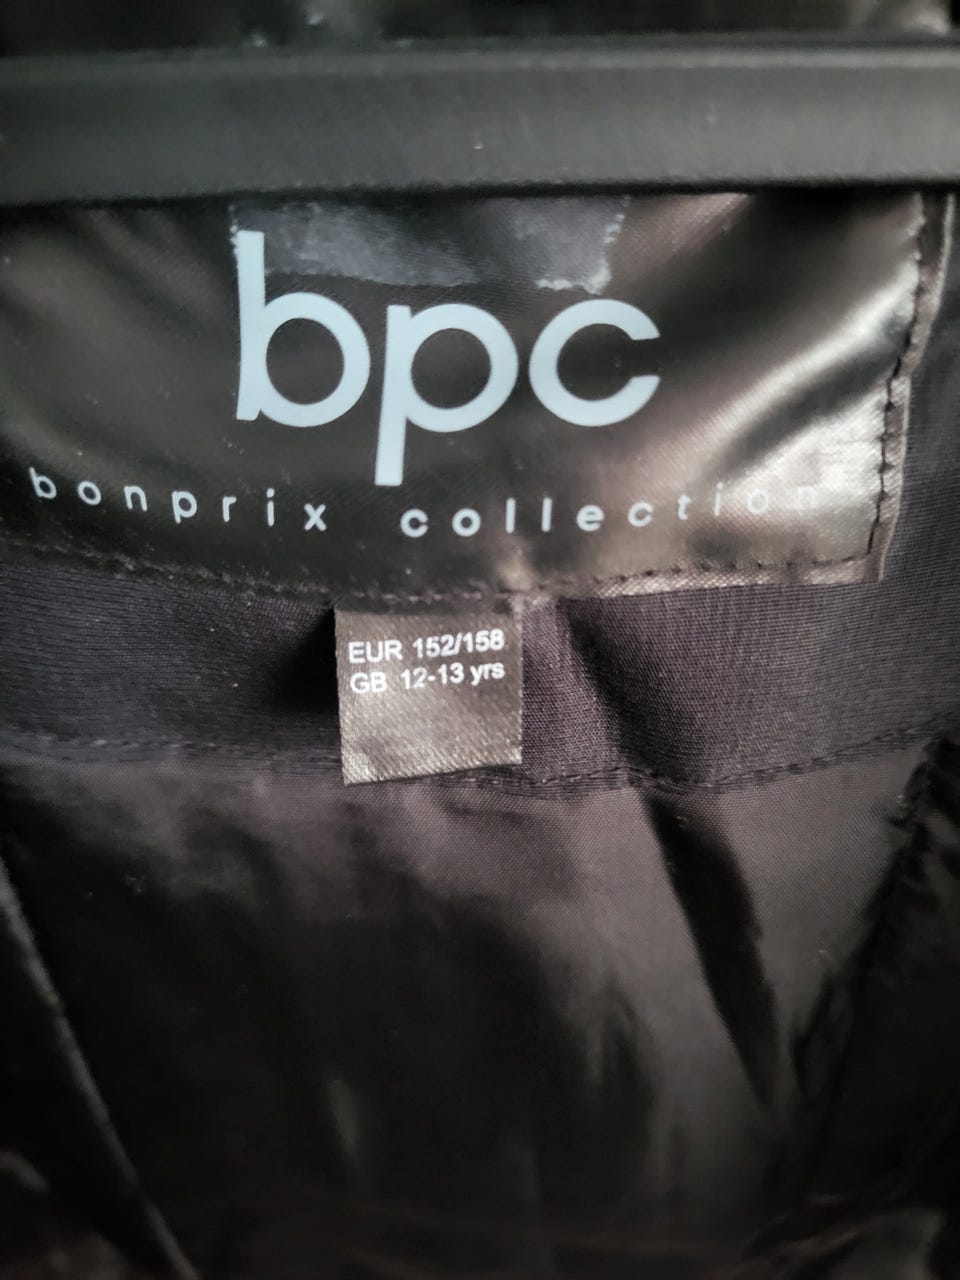 bpc
bonprix collection
EUR 152/158
GB 12-13 yrs